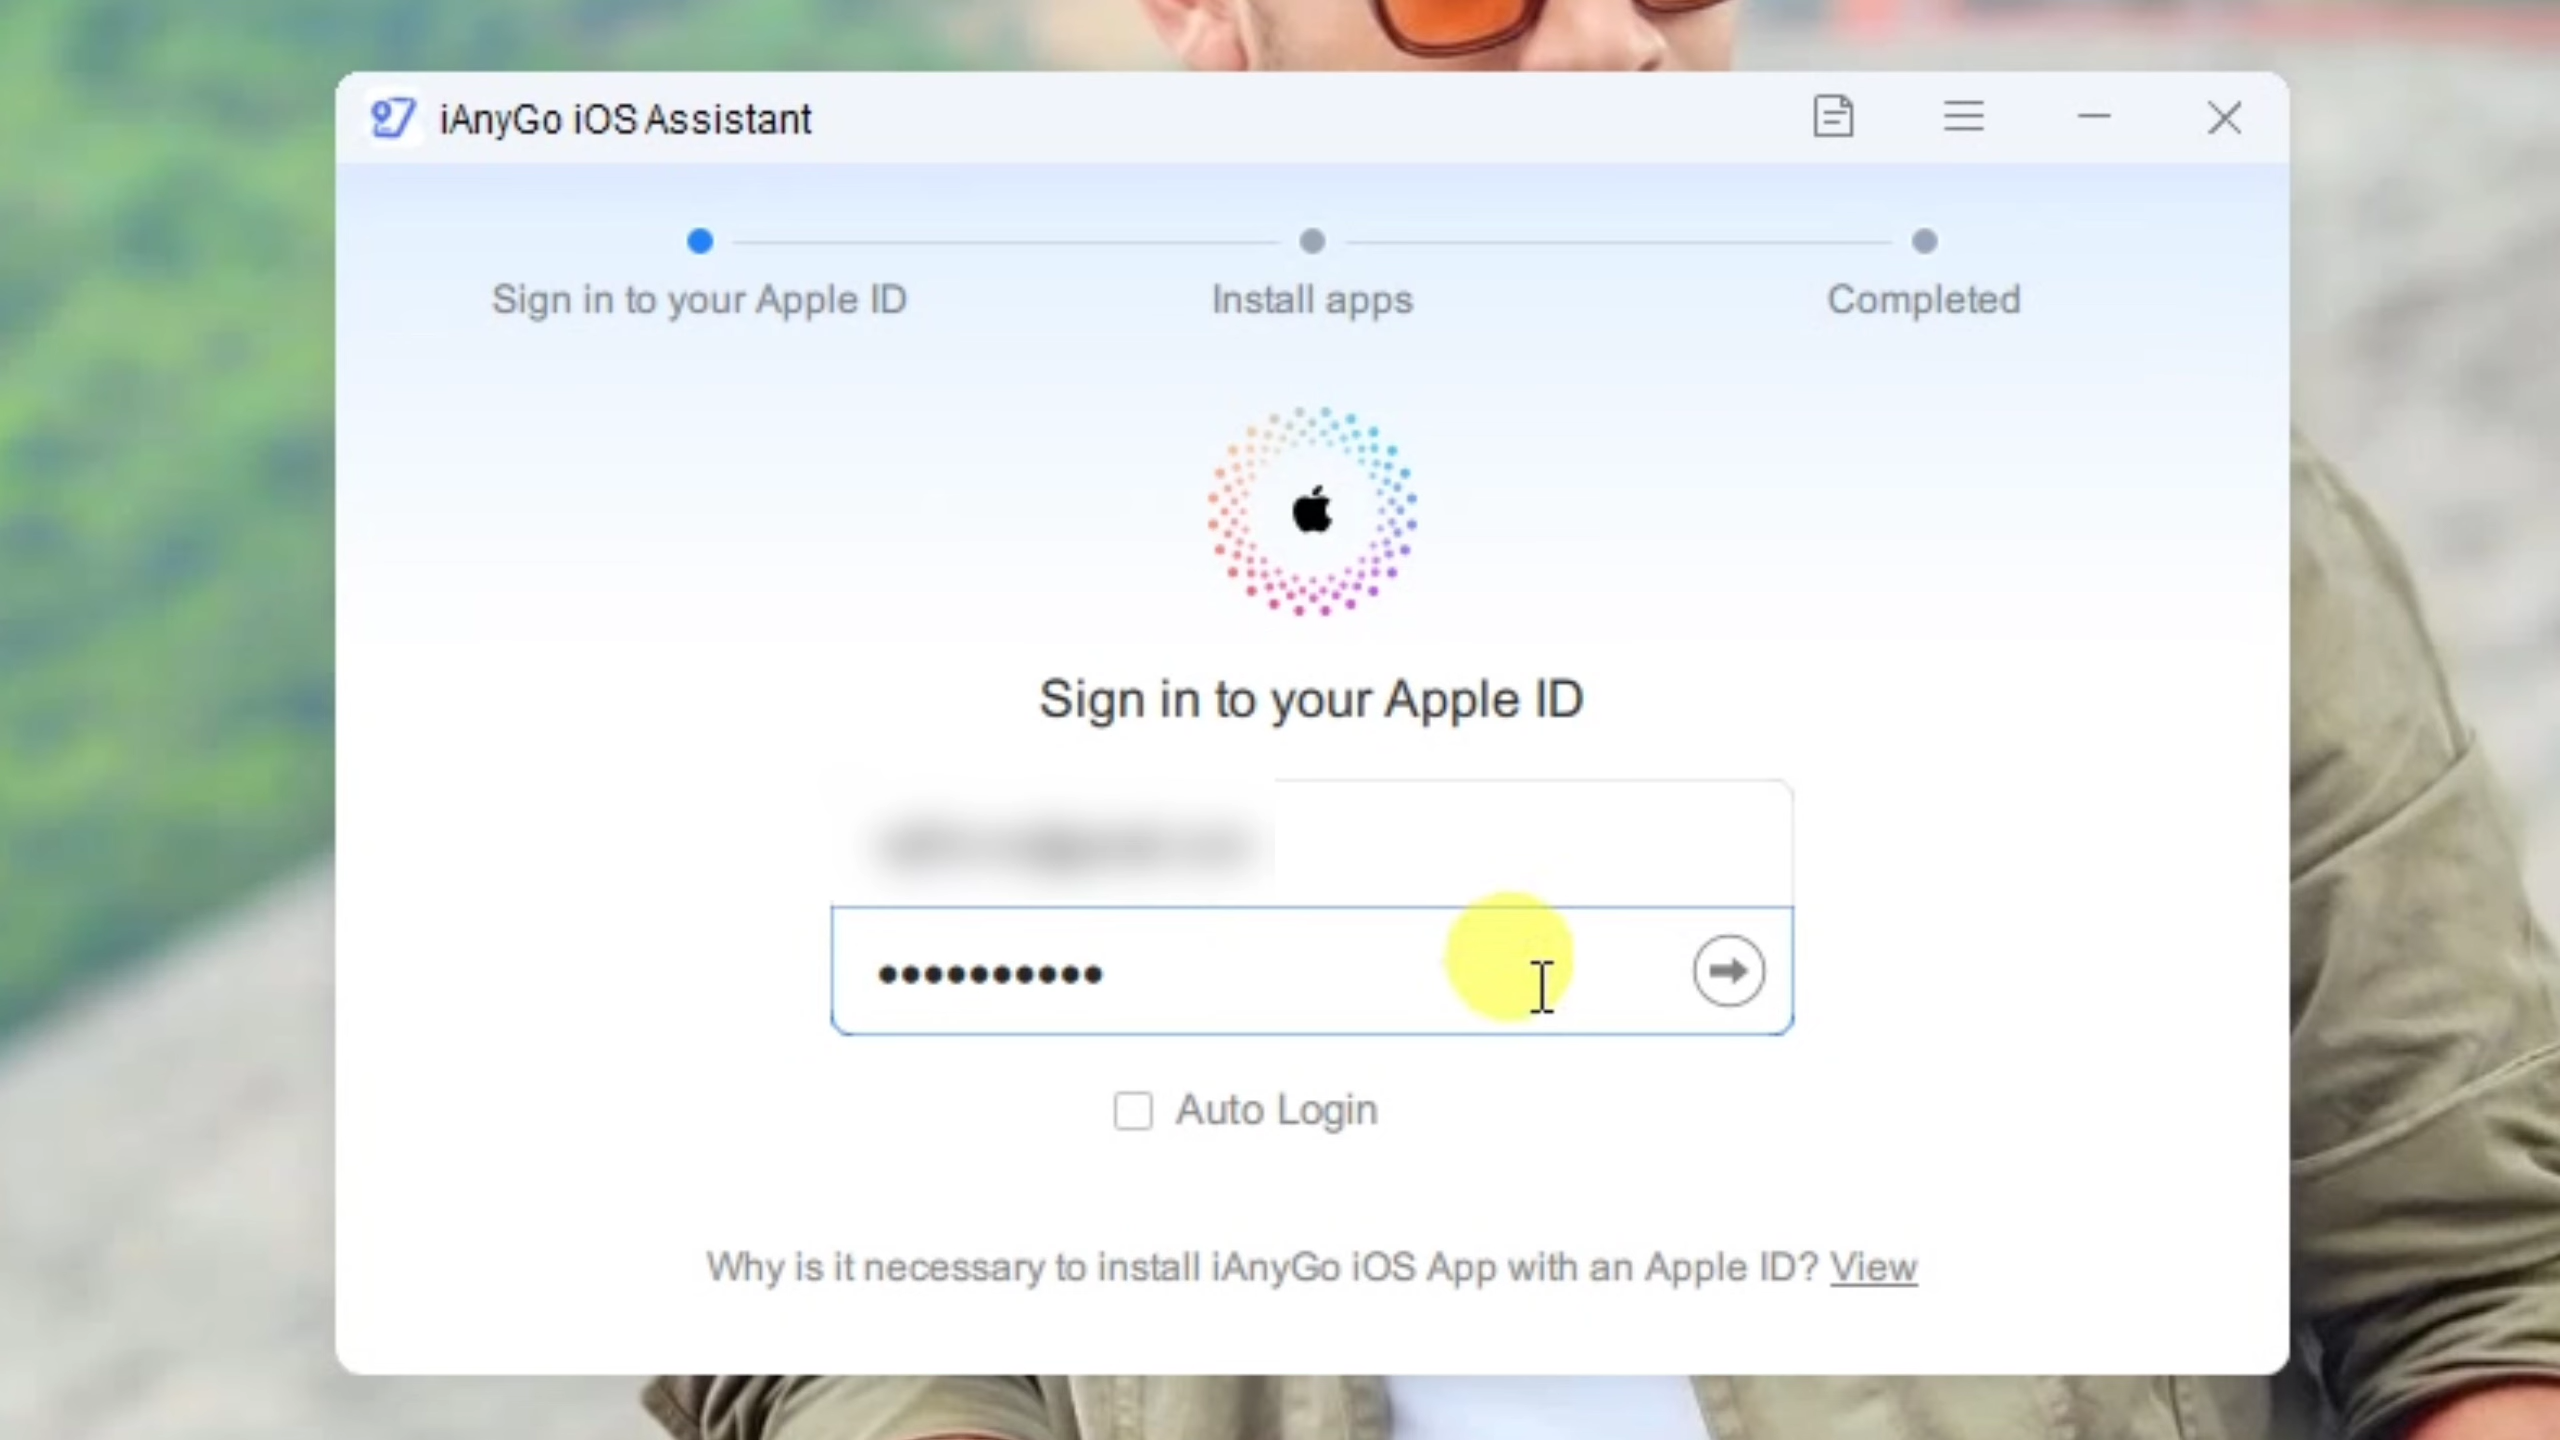 iAnyGo iOS Assistant
Sign in to your Apple ID
Install apps
Completed
Sign in to your Apple ID
••••••••••
Auto Login
Why is it necessary to install iAnyGo iOS App with an Apple ID? View